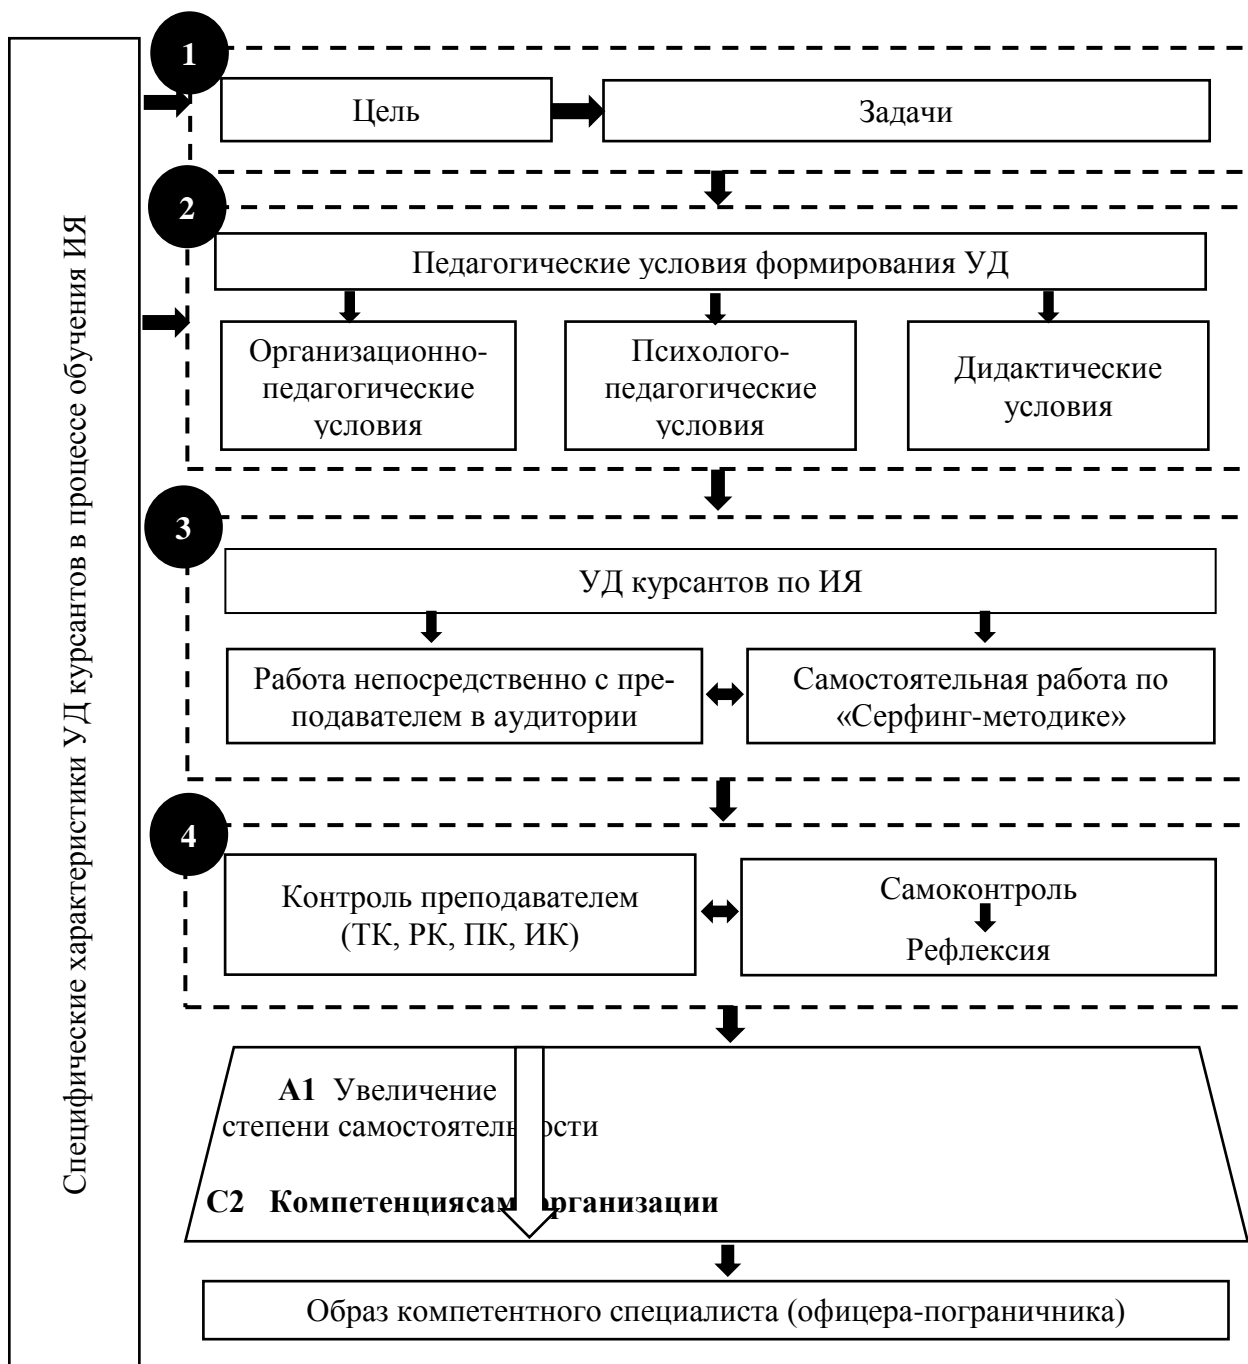 Специфические характеристики УД курсантов в процессе обучения ИЯ
1
Цель
Задачи
2
Педагогические условия формирования УД
Организационно-
педагогические
условия
Психолого-
педагогические
условия
Дидактические
условия
3
УД курсантов по ИЯ
Работа непосредственно с пре-
подавателем в аудитории
Самостоятельная работа по
«Серфинг-методике»
4
Контроль преподавателем
(ТК, РК, ПК, ИК)
Самоконтроль
Рефлексия
А1 Увеличение
степени самостоятельности
С2 Компетенциясамоорганизации
Образ компетентного специалиста (офицера-пограничника)